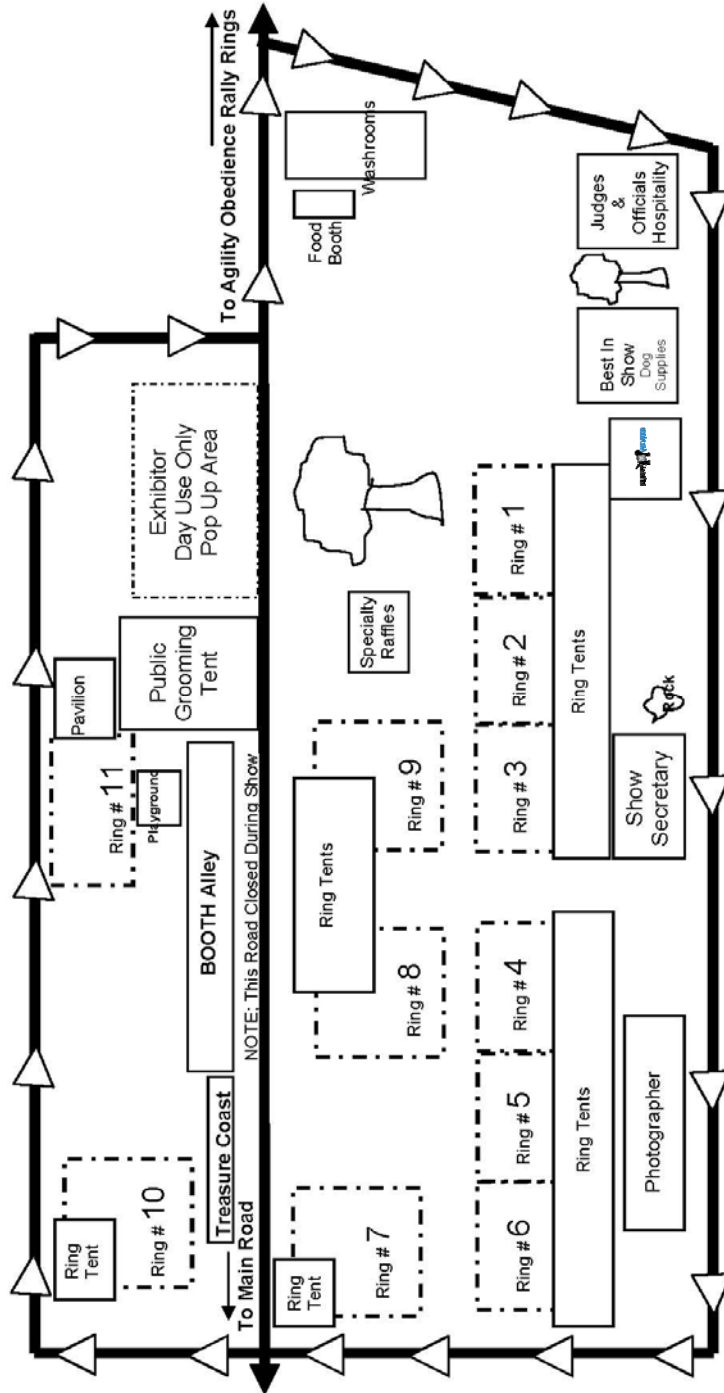 To Agility Obedience Rally Rings
Washrooms
Food
Booth
Judges
&
Officials
Hospitality
Best In
Show
Dog
Supplies
Exhibitor
Day Use Only
Pop Up Area
Public
Grooming
Tent
Pavilion
Ring # 11
Playground
BOOTH Alley
NOTE; This Road Closed During Show
Treasure Coast
To Main Road
Ring
Tent
Ring # 10
Specialty
Raffles
Ring Tents
Ring # 9
Ring # 8
Ring
Tent
Ring # 7
Ring # 1
Ring # 2
Ring # 3
Ring Tents
Rock
Show
Secretary
Ring # 4
Ring # 5
Ring # 6
Ring Tents
Photographer